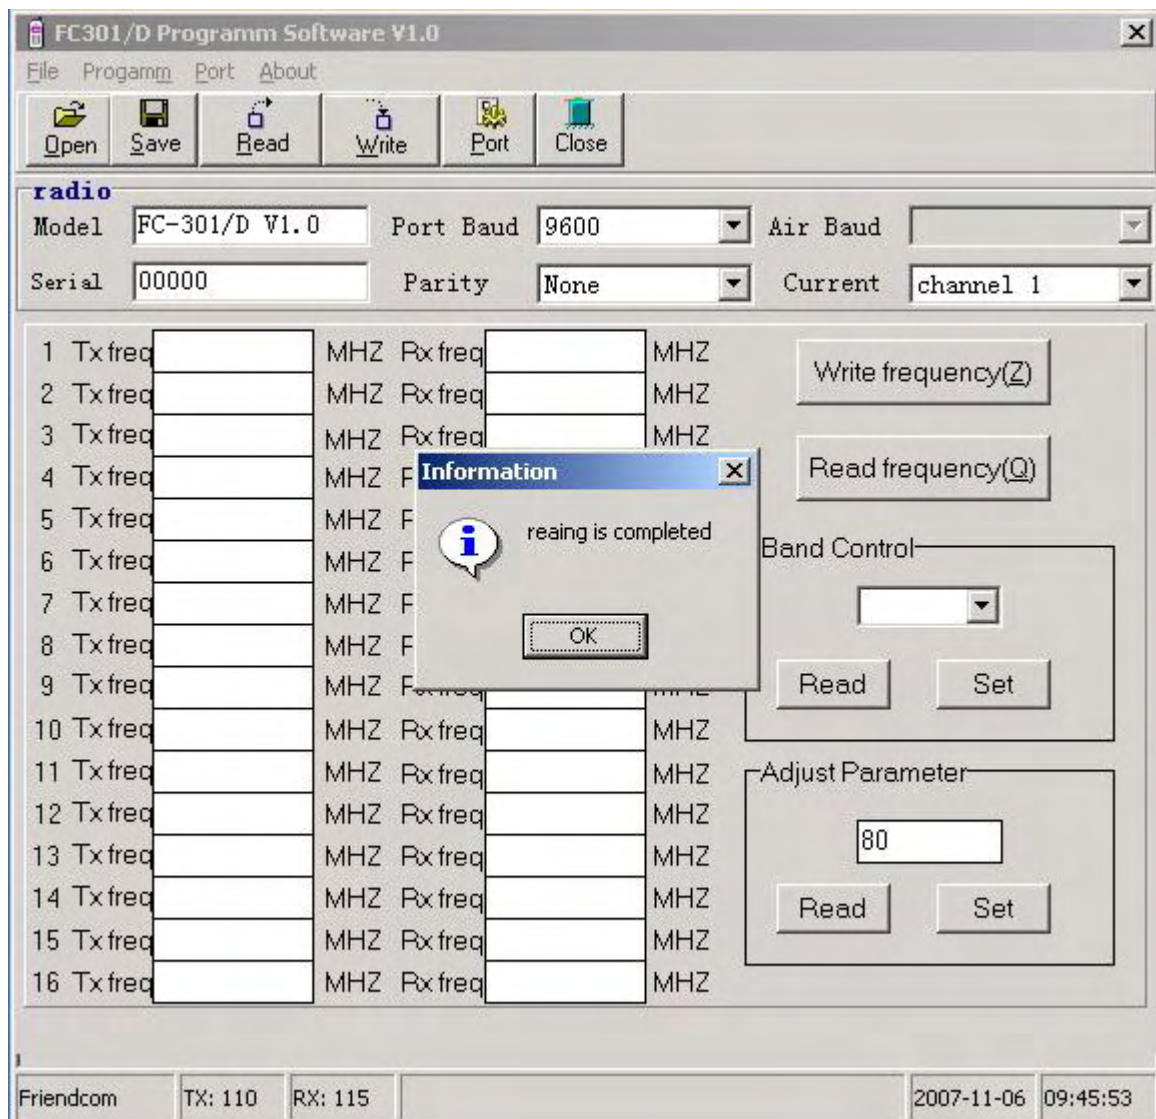 FC301/D Programm Software V1.0
File Progamm Port About
Open Save Read Write Port Close
radio
Model FC-301/D V1.0 Port Baud 9600 Air Baud
Serial 00000 Parity None Current channel 1
1 Tx freq MHZ Rx freq MHZ
Write frequency(Z)
2 Tx freq MHZ Rx freq MHZ
3 Tx freq MHZ Rx freq MHZ
Information
4 Tx freq MHZ
Read frequency(Q)
5 Tx freq MHZ
reaing is completed
Band Control
6 Tx freq MHZ
7 Tx freq MHZ
8 Tx freq MHZ
OK
9 Tx freq MHZ
Read Set
10 Tx freq MHZ Rx freq MHZ
11 Tx freq MHZ Rx freq MHZ
Adjust Parameter
12 Tx freq MHZ Rx freq MHZ
80
13 Tx freq MHZ Rx freq MHZ
14 Tx freq MHZ Rx freq MHZ
Read Set
15 Tx freq MHZ Rx freq MHZ
16 Tx freq MHZ Rx freq MHZ
Friendcom TX: 110 RX: 115 2007-11-06 09:45:53